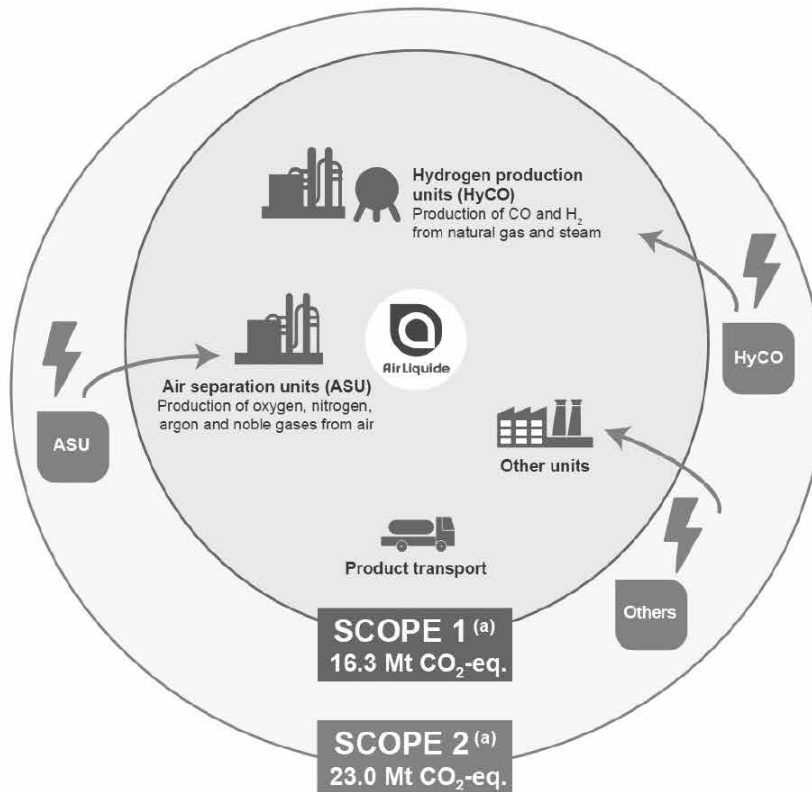 Hydrogen production
units (HyCO)
Production of CO and H₂
from natural gas and steam
HyCO
Air Liquide
Air separation units (ASU)
Production of oxygen, nitrogen,
argon and noble gases from air
ASU
Other units
Product transport
Others
SCOPE 1 (a)
16.3 Mt CO₂-eq.
SCOPE 2 (a)
23.0 Mt CO₂-eq.